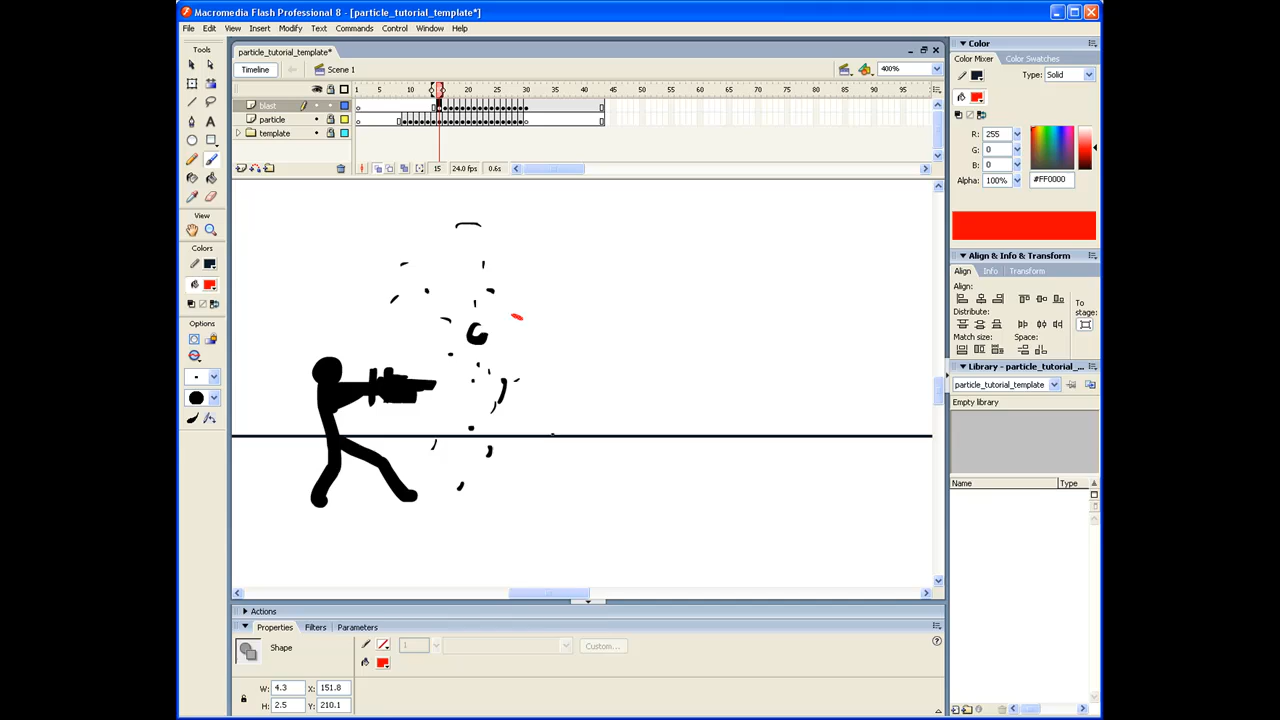 Macromedia Flash Professional 8 - [particle_tutorial_template*]
File Edit View Insert Modify Text Commands Control Window Help
Tools
View
Colors
Options
particle_tutorial_template*
Timeline
Scene 1
400%
1 5 10 20 25 30 35 40 45 50 55 60 65 70 75 80 85 90 95
blast
particle
template
15 24.0 fps 0.6s
Color
Color Mixer Color Swatches
Type: Solid
R: 255
G: 0
B: 0
Alpha: 100% #FF0000
Align & Info & Transform
Align Info Transform
Align:
To stage:
Distribute:
Match size: Space:
Library - particle_tutorial_...
particle_tutorial_template
Empty library
Name Type
Actions
Properties Filters Parameters
Shape
1
Custom...
W: 4.3 X: 151.8
H: 2.5 Y: 210.1